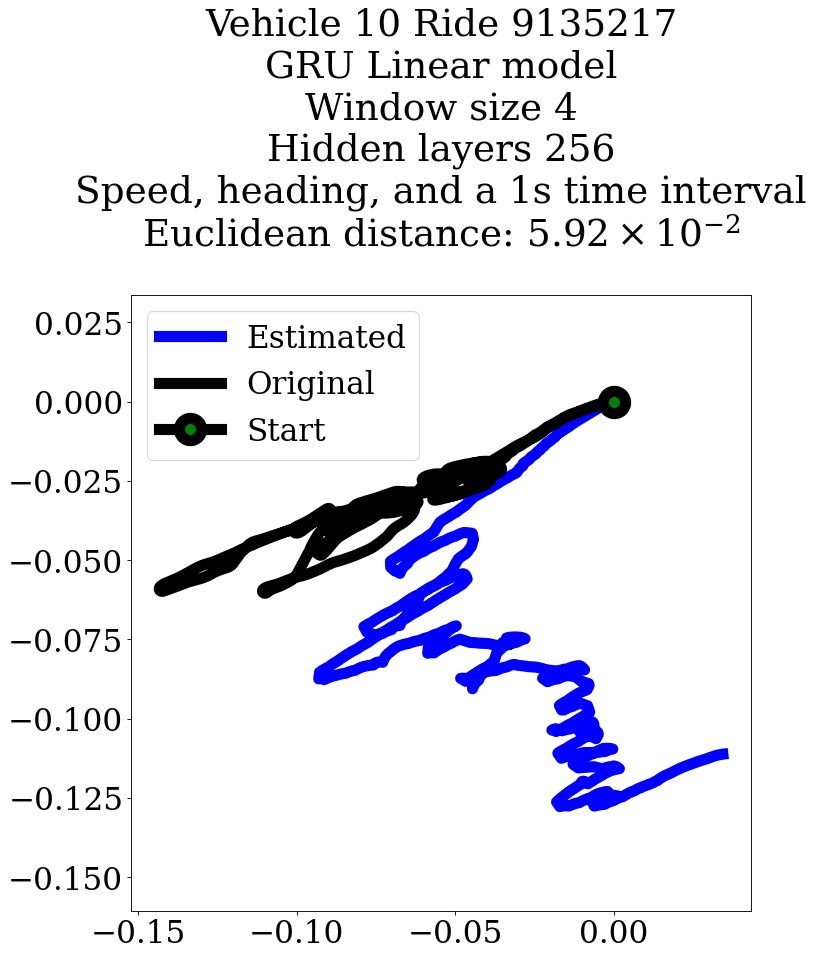 Vehicle 10 Ride 9135217
GRU Linear model
Window size 4
Hidden layers 256
Speed, heading, and a 1s time interval
Euclidean distance: 5.92 × 10⁻²
Estimated
Original
Start
0.025
0.000
−0.025
−0.050
−0.075
−0.100
−0.125
−0.150
−0.15 −0.10 −0.05 0.00